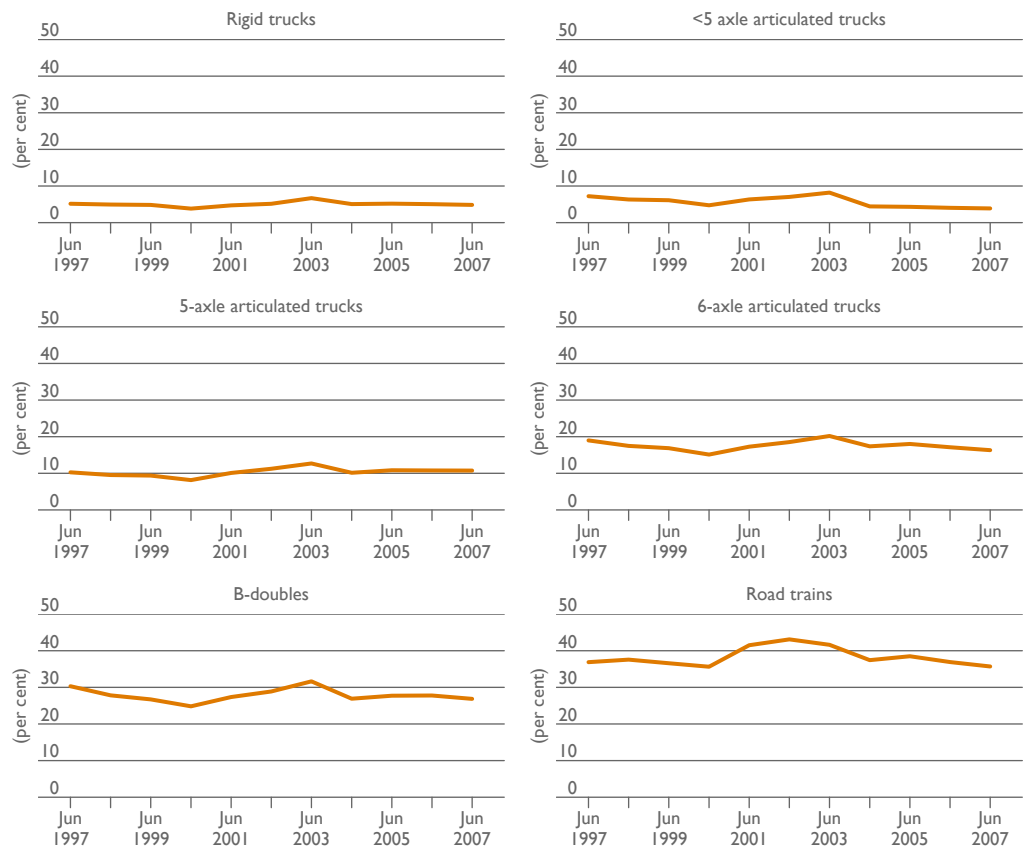 Rigid trucks
50
40
30
20
10
0
(per cent)
Jun Jun Jun Jun Jun Jun
1997 1999 2001 2003 2005 2007
<5 axle articulated trucks
50
40
30
20
10
0
(per cent)
Jun Jun Jun Jun Jun Jun
1997 1999 2001 2003 2005 2007
5-axle articulated trucks
50
40
30
20
10
0
(per cent)
Jun Jun Jun Jun Jun Jun
1997 1999 2001 2003 2005 2007
6-axle articulated trucks
50
40
30
20
10
0
(per cent)
Jun Jun Jun Jun Jun Jun
1997 1999 2001 2003 2005 2007
B-doubles
50
40
30
20
10
0
(per cent)
Jun Jun Jun Jun Jun Jun
1997 1999 2001 2003 2005 2007
Road trains
50
40
30
20
10
0
(per cent)
Jun Jun Jun Jun Jun Jun
1997 1999 2001 2003 2005 2007